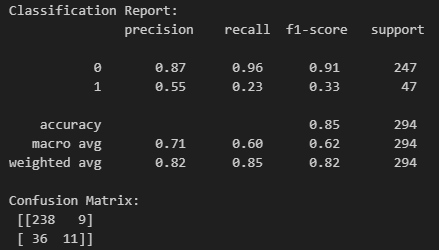 Classification Report:
precision recall f1-score support
0 0.87 0.96 0.91 247
1 0.55 0.23 0.33 47
accuracy 0.85 294
macro avg 0.71 0.60 0.62 294
weighted avg 0.82 0.85 0.82 294
Confusion Matrix:
[[238 9]
[ 36 11]]